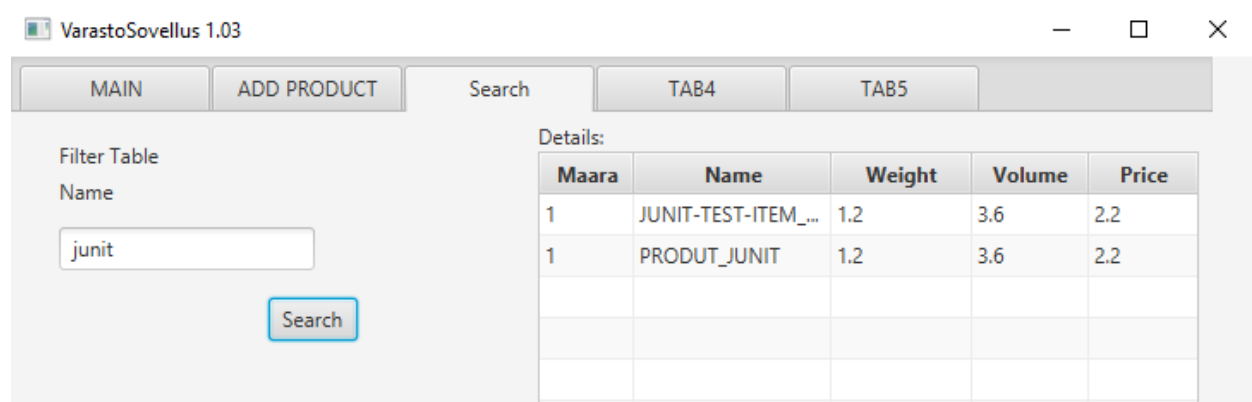 VarastoSovellus 1.03
MAIN ADD PRODUCT Search TAB4 TAB5
Filter Table
Name
junit
Search
Details:
Maara Name Weight Volume Price
1 JUNIT-TEST-ITEM_... 1.2 3.6 2.2
1 PRODUT_JUNIT 1.2 3.6 2.2